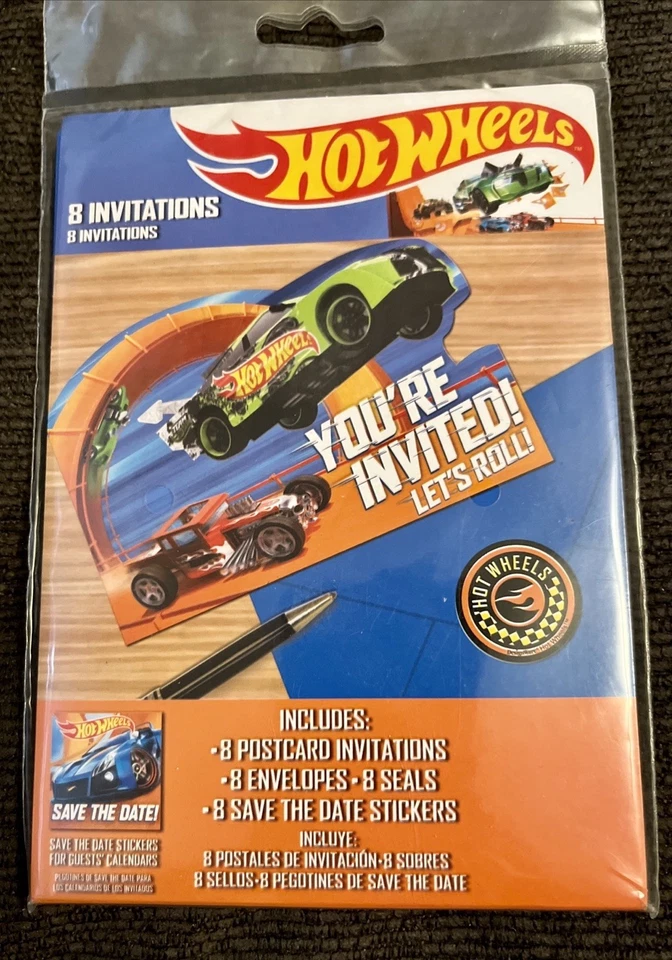 HOT WHEELS™
8 INVITATIONS
8 INVITATIONS
HOT WHEELS
YOU'RE
INVITED!
LET'S ROLL!
HOT WHEELS
HOT WHEELS
SAVE THE DATE!
SAVE THE DATE STICKERS
FOR GUESTS' CALENDARS
PEGOTINES DE SAVE THE DATE PARA
LOS CALENDARIOS DE LOS INVITADOS
INCLUDES:
•8 POSTCARD INVITATIONS
•8 ENVELOPES•8 SEALS
•8 SAVE THE DATE STICKERS
INCLUYE:
8 POSTALES DE INVITACIÓN•8 SOBRES
8 SELLOS•8 PEGOTINES DE SAVE THE DATE